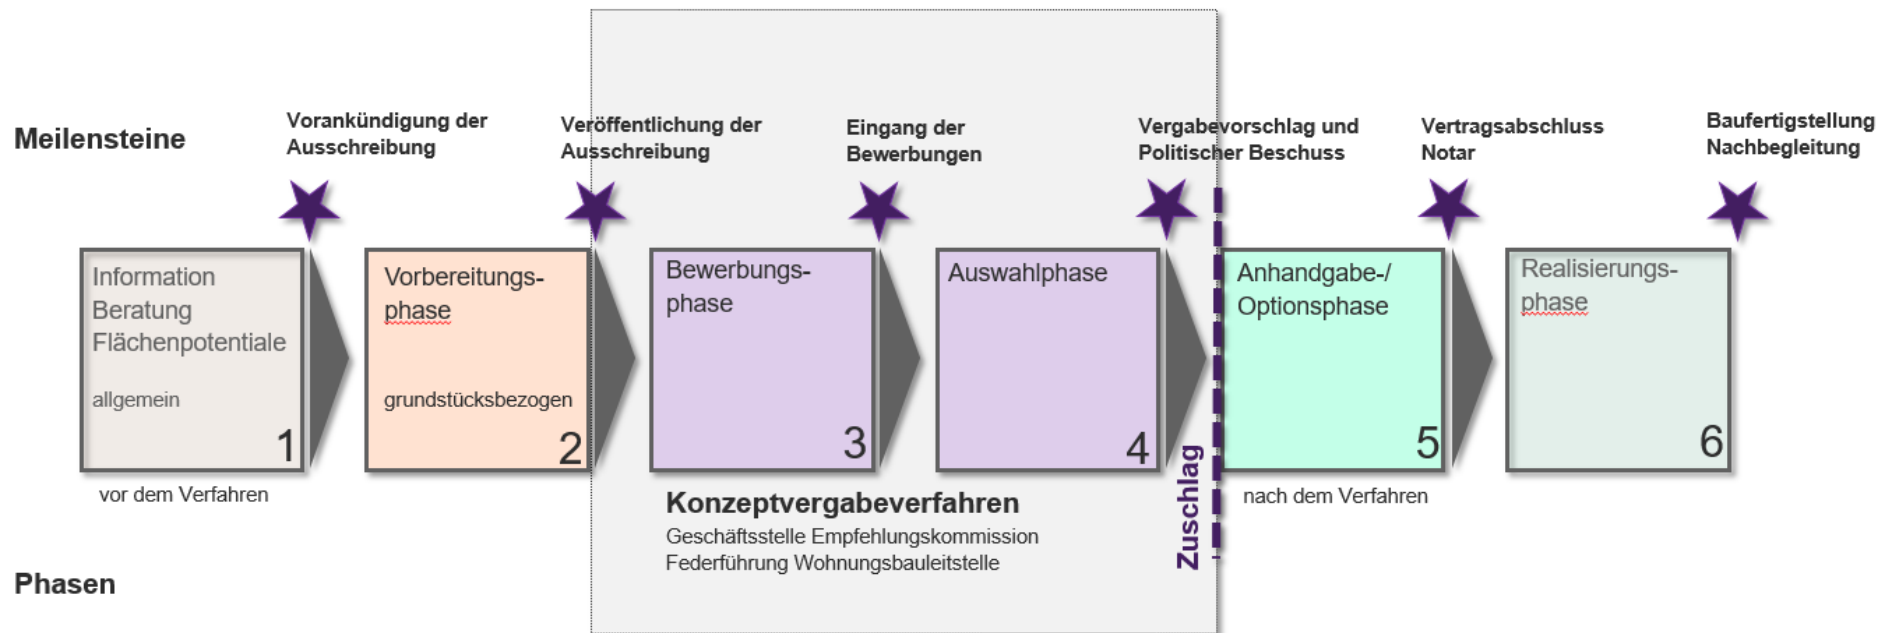 Meilensteine
Vorankündigung der
Ausschreibung
Veröffentlichung der
Ausschreibung
Eingang der
Bewerbungen
Vergabevorschlag und
Politischer Beschuss
Vertragsabschluss
Notar
Baufertigstellung
Nachbegleitung
Information
Beratung
Flächenpotentiale
allgemein
1
vor dem Verfahren
Vorbereitungs-
phase
grundstücksbezogen
2
Bewerbungs-
phase
3
Auswahlphase
4
Konzeptvergabeverfahren
Geschäftsstelle Empfehlungskommission
Federführung Wohnungsbauleitstelle
Zuschlag
Anhandgabe-/
Optionsphase
5
nach dem Verfahren
Realisierungs-
phase
6
Phasen